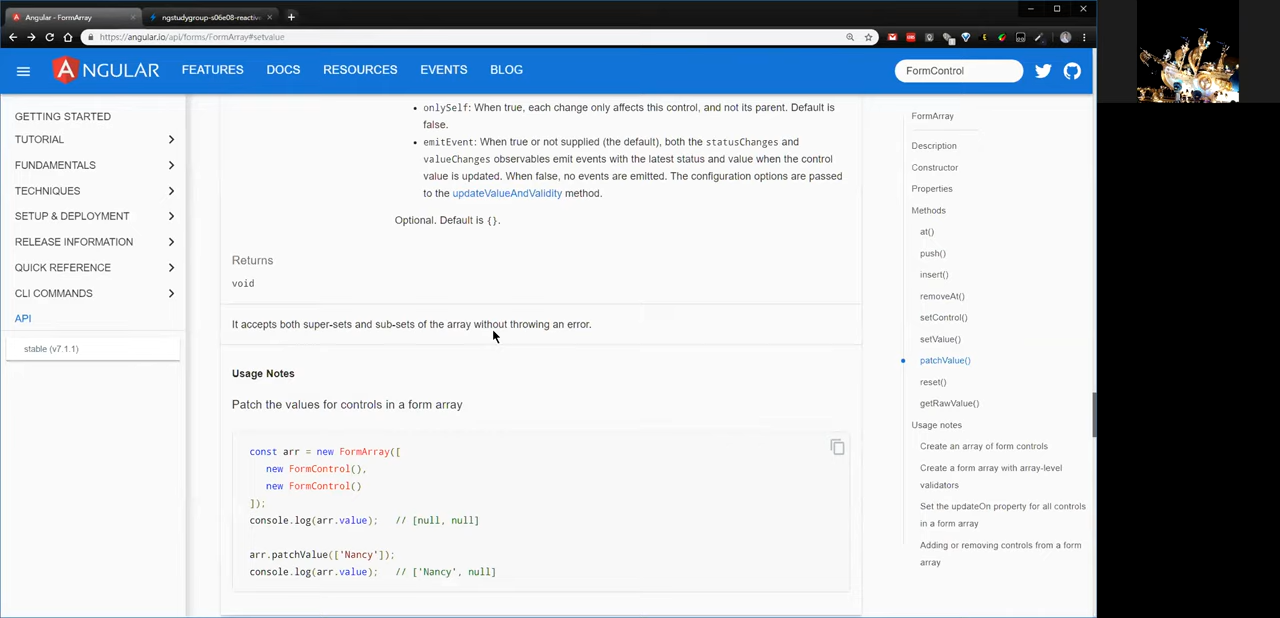 Angular - FormArray
ngstudygroup-s06e08-reactive
https://angular.io/api/forms/FormArray#setvalue
ANGULAR
FEATURES
DOCS
RESOURCES
EVENTS
BLOG
FormControl
GETTING STARTED
TUTORIAL
FUNDAMENTALS
TECHNIQUES
SETUP & DEPLOYMENT
RELEASE INFORMATION
QUICK REFERENCE
CLI COMMANDS
API
stable (v7.1.1)
onlySelf: When true, each change only affects this control, and not its parent. Default is
false.
emitEvent: When true or not supplied (the default), both the statusChanges and
valueChanges observables emit events with the latest status and value when the control
value is updated. When false, no events are emitted. The configuration options are passed
to the updateValueAndValidity method.
Optional. Default is {}.
Returns
void
It accepts both super-sets and sub-sets of the array without throwing an error.
Usage Notes
Patch the values for controls in a form array
const arr = new FormArray([
new FormControl(),
new FormControl()
]);
console.log(arr.value); // [null, null]
arr.patchValue(['Nancy']);
console.log(arr.value); // ['Nancy', null]
FormArray
Description
Constructor
Properties
Methods
at()
push()
insert()
removeAt()
setControl()
setValue()
patchValue()
reset()
getRawValue()
Usage notes
Create an array of form controls
Create a form array with array-level
validators
Set the updateOn property for all controls
in a form array
Adding or removing controls from a form
array